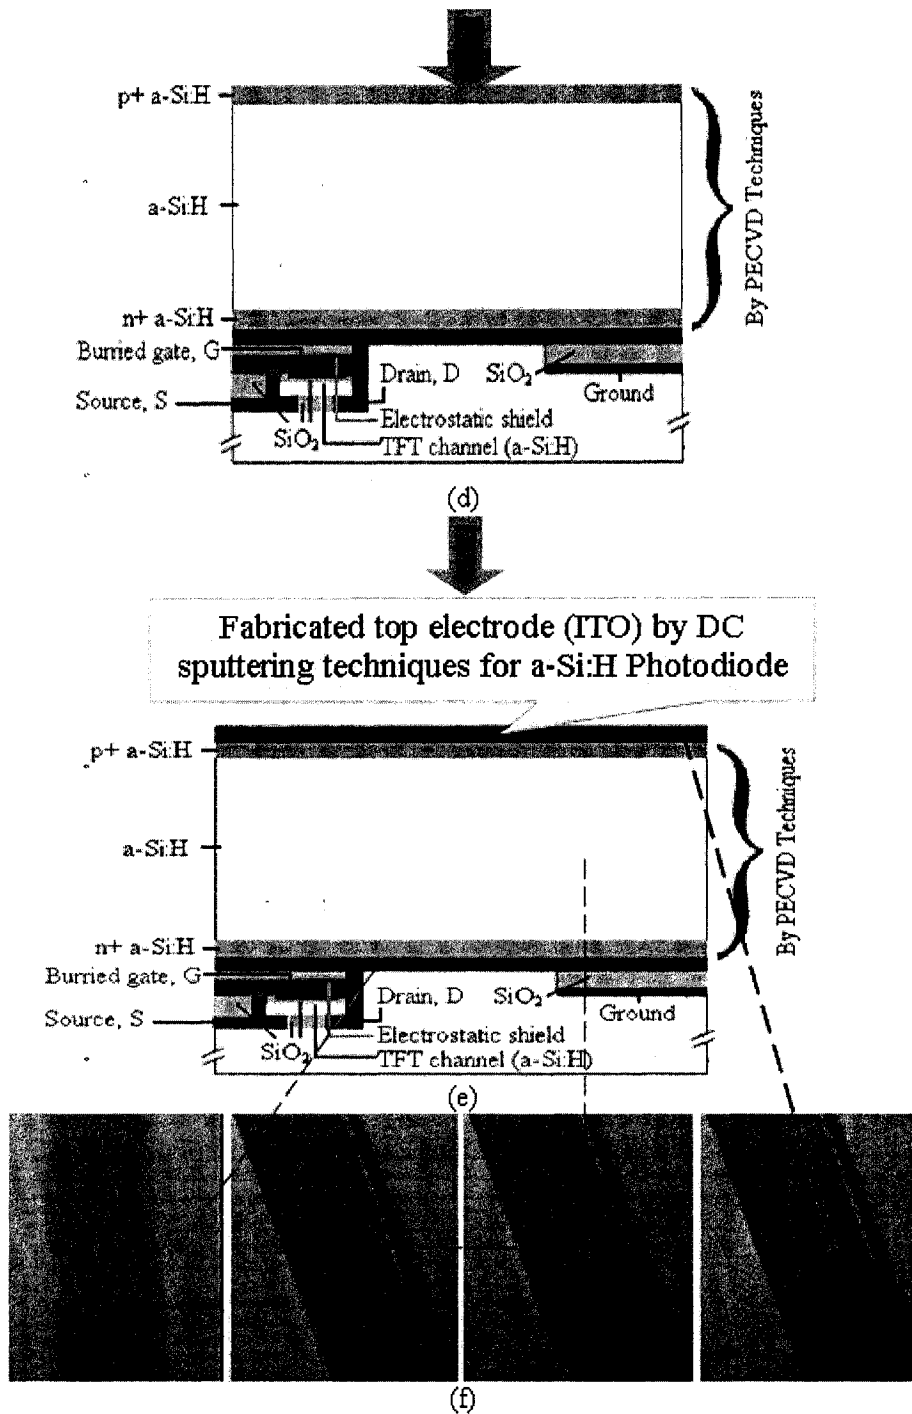 p+ a-Si:H
a-Si:H
n+ a-Si:H
Burried gate, G
Source, S
SiO2
Drain, D
SiO2
Ground
Electrostatic shield
TFT channel (a-Si:H)
By PECVD Techniques
(d)
Fabricated top electrode (ITO) by DC
sputtering techniques for a-Si:H Photodiode
p+ a-Si:H
a-Si:H
n+ a-Si:H
Burried gate, G
Source, S
SiO2
Drain, D
SiO2
Ground
Electrostatic shield
TFT channel (a-Si:H)
By PECVD Techniques
(e)
(f)